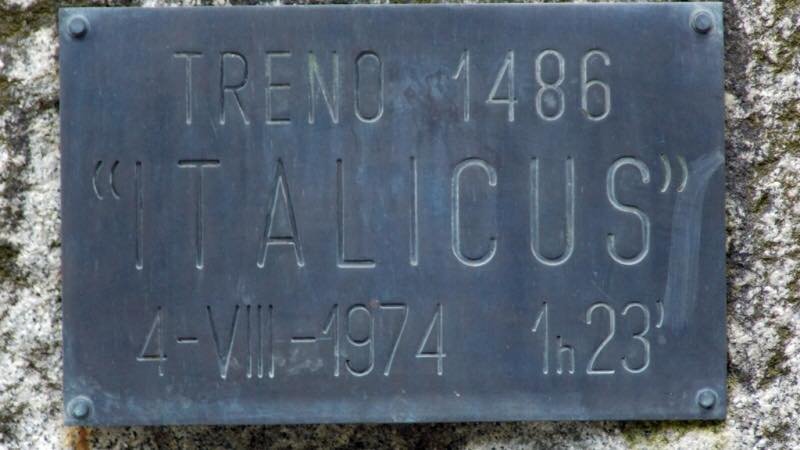 TRENO 1486
“ITALICUS”
4-VIII-1974 1h23'